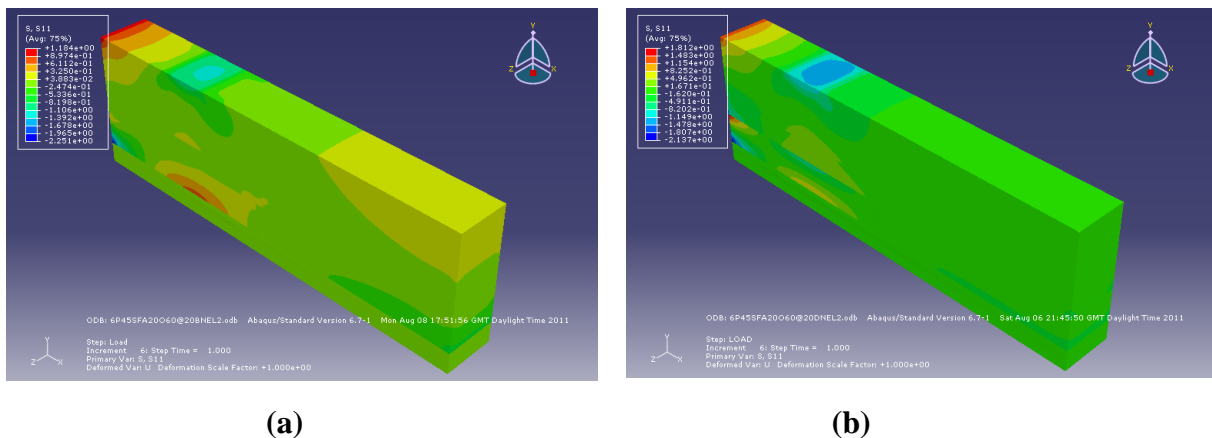 S, S11
(Avg: 75%)
+1.184e+00
+8.974e-01
+6.112e-01
+3.250e-01
+3.883e-02
-2.474e-01
-5.336e-01
-8.198e-01
-1.106e+00
-1.392e+00
-1.678e+00
-1.965e+00
-2.251e+00
Y
Z
X
ODB: 6P45SFA20O60@20BNEL2.odb Abaqus/Standard Version 6.7-1 Mon Aug 08 17:51:56 GMT Daylight Time 2011
Y
Z
X
Step: Load
Increment 6: Step Time = 1.000
Primary Var: S, S11
Deformed Var: U Deformation Scale Factor: +1.000e+00
(a)
S, S11
(Avg: 75%)
+1.812e+00
+1.483e+00
+1.154e+00
+8.252e-01
+4.962e-01
+1.671e-01
-1.620e-01
-4.911e-01
-8.202e-01
-1.149e+00
-1.478e+00
-1.807e+00
-2.137e+00
Y
Z
X
ODB: 6P45SFA20O60@20DNEL2.odb Abaqus/Standard Version 6.7-1 Sat Aug 06 21:45:50 GMT Daylight Time 2011
Y
Z
X
Step: LOAD
Increment 6: Step Time = 1.000
Primary Var: S, S11
Deformed Var: U Deformation Scale Factor: +1.000e+00
(b)